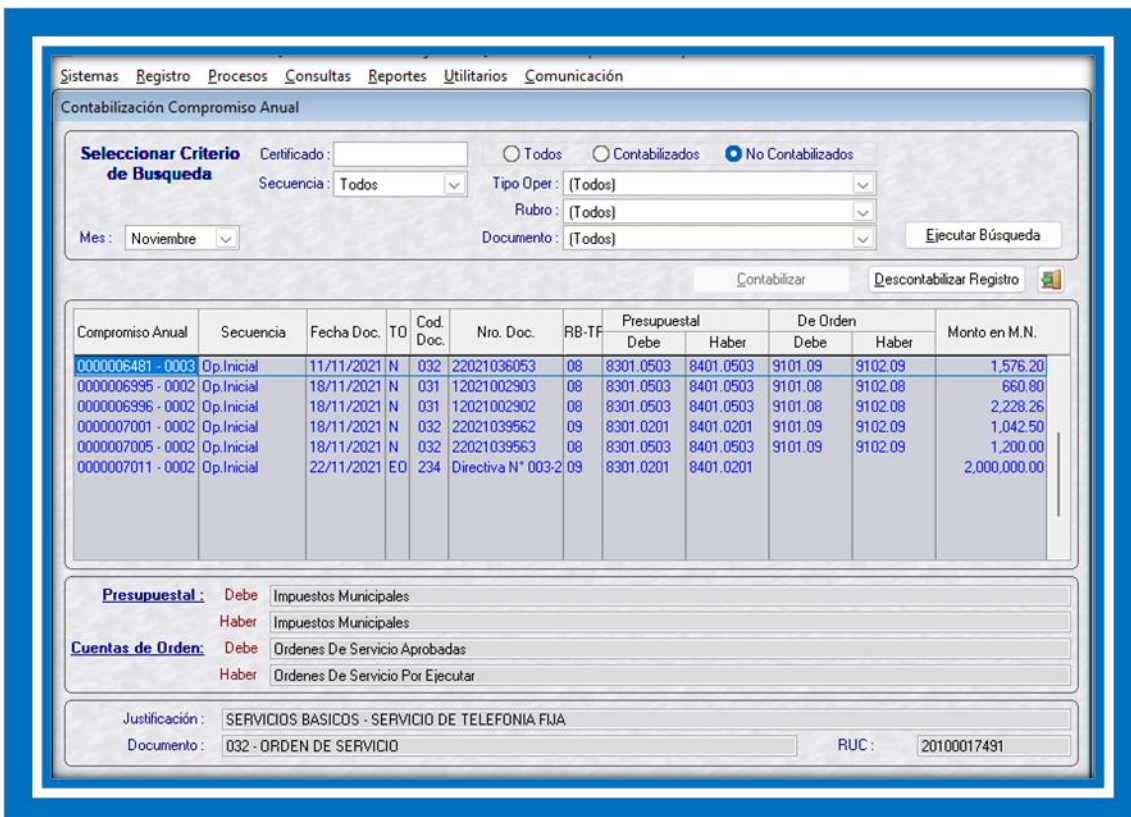 Sistemas Registro Procesos Consultas Reportes Utilitarios Comunicación
Contabilización Compromiso Anual
Seleccionar Criterio de Busqueda
Certificado :
Todos Contabilizados No Contabilizados
Secuencia : Todos
Tipo Oper : (Todos)
Rubro : (Todos)
Mes : Noviembre
Documento : (Todos)
Ejecutar Búsqueda
Contabilizar
Descontabilizar Registro
Compromiso Anual Secuencia Fecha Doc. TO Cod. Doc. Nro. Doc. RB-TF Presupuestal Debe Haber De Orden Debe Haber Monto en M.N.
0000006481 - 0003 Op.Inicial 11/11/2021 N 032 22021036053 08 8301.0503 8401.0503 9101.09 9102.09 1,576.20
0000006995 - 0002 Op.Inicial 18/11/2021 N 031 12021002903 08 8301.0503 8401.0503 9101.08 9102.08 660.80
0000006996 - 0002 Op.Inicial 18/11/2021 N 031 12021002902 08 8301.0503 8401.0503 9101.08 9102.08 2,228.26
0000007001 - 0002 Op.Inicial 18/11/2021 N 032 22021039562 09 8301.0201 8401.0201 9101.09 9102.09 1,042.50
0000007005 - 0002 Op.Inicial 18/11/2021 N 032 22021039563 08 8301.0503 8401.0503 9101.09 9102.09 1,200.00
0000007011 - 0002 Op.Inicial 22/11/2021 EO 234 Directiva N° 003-2 09 8301.0201 8401.0201 2,000,000.00
Presupuestal : Debe Impuestos Municipales
Haber Impuestos Municipales
Cuentas de Orden: Debe Ordenes De Servicio Aprobadas
Haber Ordenes De Servicio Por Ejecutar
Justificación : SERVICIOS BASICOS - SERVICIO DE TELEFONIA FIJA
Documento : 032 - ORDEN DE SERVICIO RUC : 20100017491